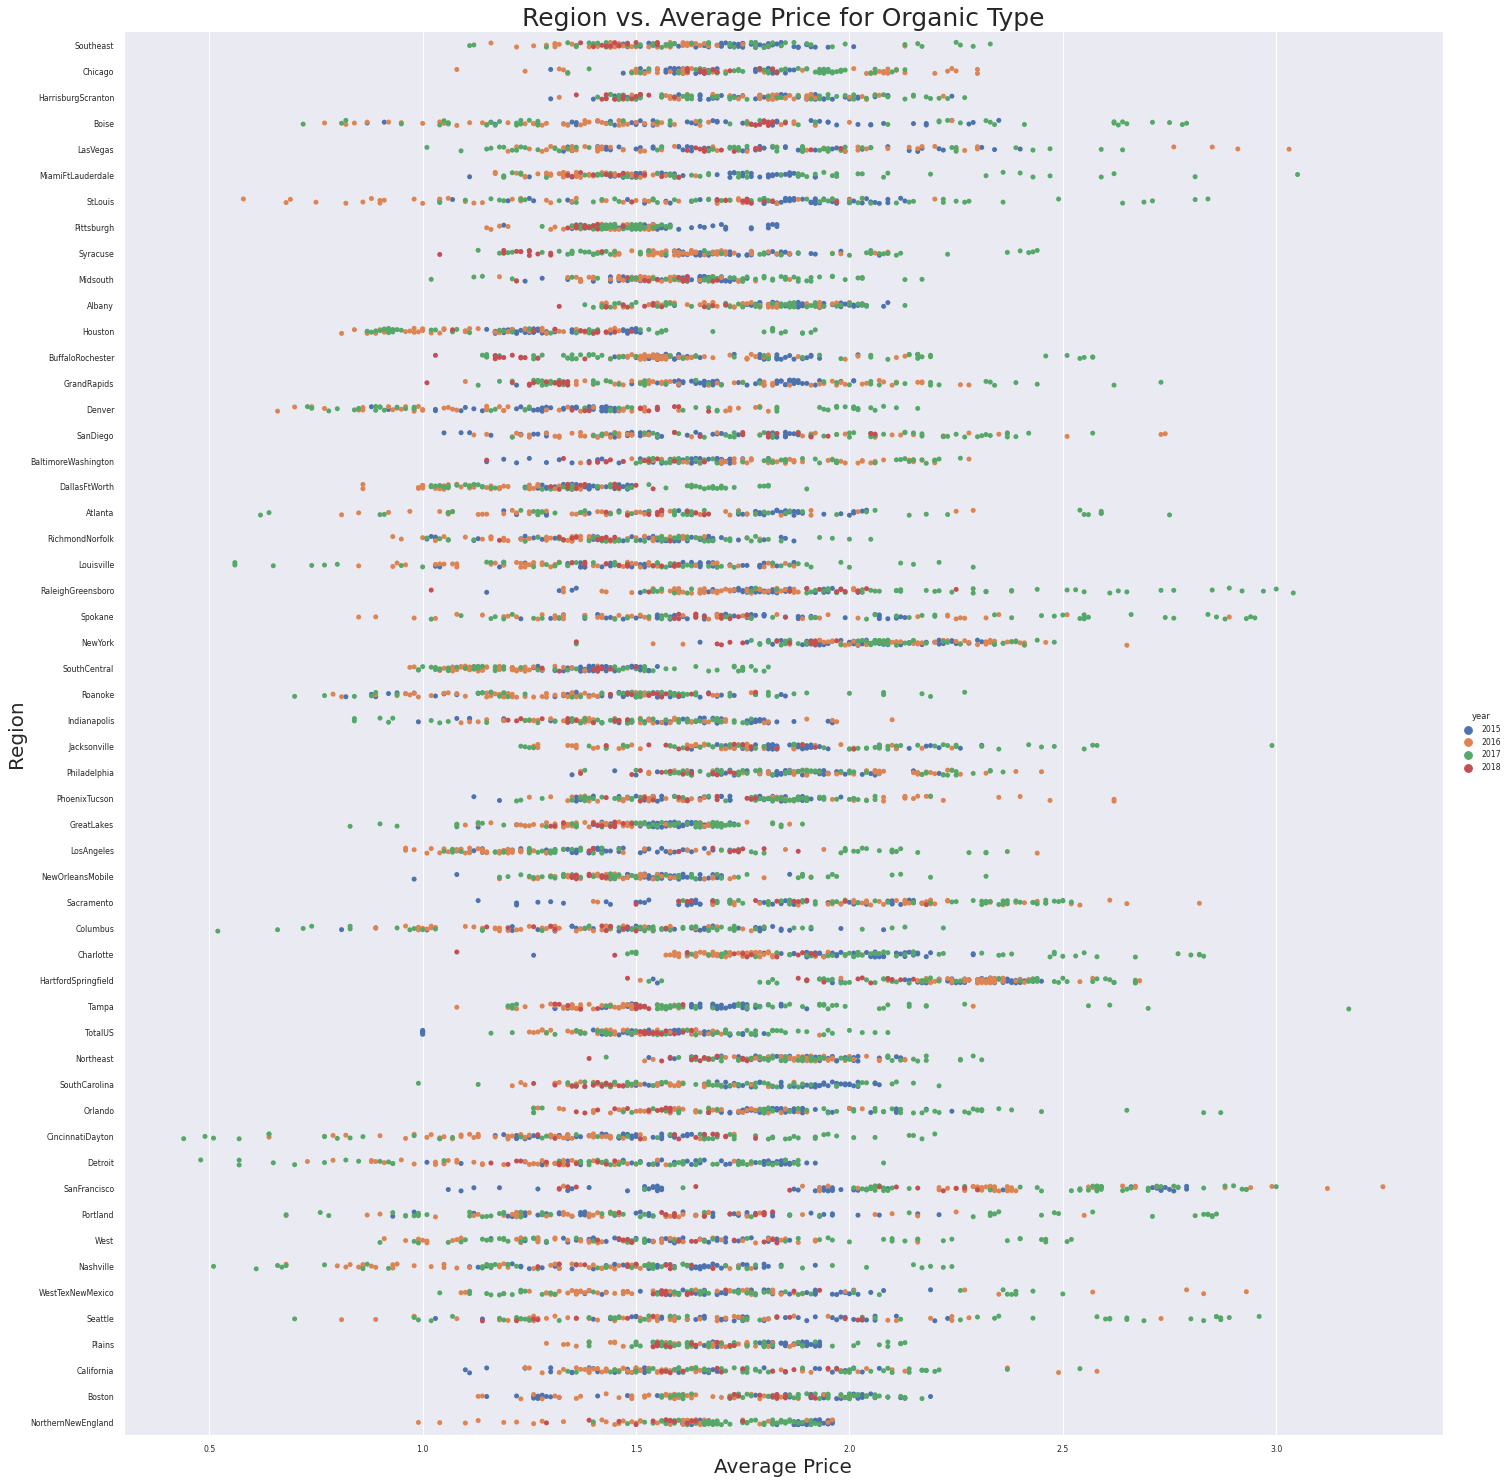 Region vs. Average Price for Organic Type
Southeast
Chicago
HarrisburgScranton
Boise
LasVegas
MiamiFtLauderdale
StLouis
Pittsburgh
Syracuse
Midsouth
Albany
Houston
BuffaloRochester
GrandRapids
Denver
SanDiego
BaltimoreWashington
DallasFtWorth
Atlanta
RichmondNorfolk
Louisville
RaleighGreensboro
Spokane
NewYork
SouthCentral
Roanoke
Indianapolis
Jacksonville
Philadelphia
PhoenixTucson
GreatLakes
LosAngeles
NewOrleansMobile
Sacramento
Columbus
Charlotte
HartfordSpringfield
Tampa
TotalUS
Northeast
SouthCarolina
Orlando
CincinnatiDayton
Detroit
SanFrancisco
Portland
West
Nashville
WestTexNewMexico
Seattle
Plains
California
Boston
NorthernNewEngland
Region
0.5 1.0 1.5 2.0 2.5 3.0
Average Price
year
2015
2016
2017
2018